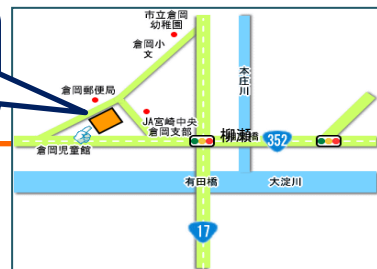 市立倉岡
幼稚園
倉岡小
文
倉岡郵便局
本庄川
JA宮崎中央
倉岡支部
柳瀬橋
352
倉岡児童館
有田橋
大淀川
17